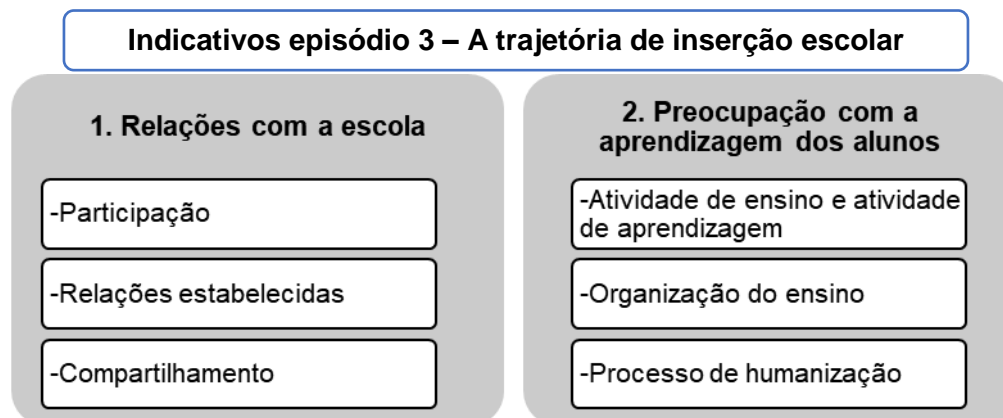 Indicativos episódio 3 – A trajetória de inserção escolar
1. Relações com a escola
-Participação
-Relações estabelecidas
-Compartilhamento
2. Preocupação com a
aprendizagem dos alunos
-Atividade de ensino e atividade
de aprendizagem
-Organização do ensino
-Processo de humanização